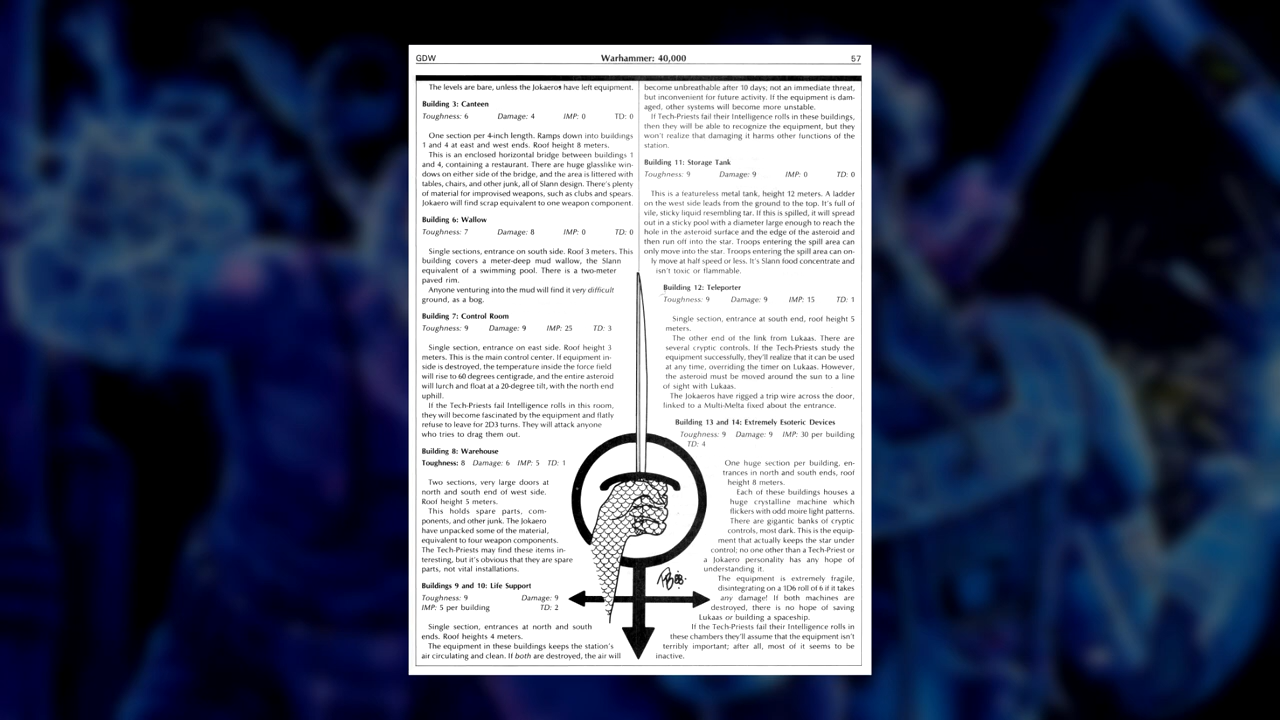 GDW
Warhammer: 40,000
57
The levels are bare, unless the Jokaeros have left equipment.
Building 3: Canteen
Toughness: 6 Damage: 4 IMP: 0 TD: 0
One section per 4-inch length. Ramps down into buildings
1 and 4 at east and west ends. Roof height 8 meters.
This is an enclosed horizontal bridge between buildings 1
and 4, containing a restaurant. There are huge glasslike win-
dows on either side of the bridge, and the area is littered with
tables, chairs, and other junk, all of Slann design. There's plenty
of material for improvised weapons, such as clubs and spears.
Jokaero will find scrap equivalent to one weapon component.
Building 6: Wallow
Toughness: 7 Damage: 8 IMP: 0 TD: 0
Single sections, entrance on south side. Roof 3 meters. This
building covers a meter-deep mud wallow, the Slann
equivalent of a swimming pool. There is a two-meter
paved rim.
Anyone venturing into the mud will find it very difficult
ground, as a bog.
Building 7: Control Room
Toughness: 9 Damage: 9 IMP: 25 TD: 3
Single section, entrance on east side. Roof height 3
meters. This is the main control center. If equipment in-
side is destroyed, the temperature inside the force field
will rise to 60 degrees centigrade, and the entire asteroid
will lurch and float at a 20-degree tilt, with the north end
uphill.
If the Tech-Priests fail Intelligence rolls in this room,
they will become fascinated by the equipment and flatly
refuse to leave for 2D3 turns. They will attack anyone
who tries to drag them out.
Building 8: Warehouse
Toughness: 8 Damage: 6 IMP: 5 TD: 1
Two sections, very large doors at
north and south end of west side.
Roof height 5 meters.
This holds spare parts, com-
ponents, and other junk. The Jokaero
have unpacked some of the material,
equivalent to four weapon components.
The Tech-Priests may find these items in-
teresting, but it's obvious that they are spare
parts, not vital installations.
Buildings 9 and 10: Life Support
Toughness: 9 Damage: 9
IMP: 5 per building TD: 2
Single section, entrances at north and south
ends. Roof heights 4 meters.
The equipment in these buildings keeps the station's
air circulating and clean. If both are destroyed, the air will
become unbreathable after 10 days; not an immediate threat,
but inconvenient for future activity. If the equipment is dam-
aged, other systems will become more unstable.
If Tech-Priests fail their Intelligence rolls in these buildings,
then they will be able to recognize the equipment, but they
won't realize that damaging it harms other functions of the
station.
Building 11: Storage Tank
Toughness: 9 Damage: 9 IMP: 0 TD: 0
This is a featureless metal tank, height 12 meters. A ladder
on the west side leads from the ground to the top. It's full of
vile, sticky liquid resembling tar. If this is spilled, it will spread
out in a sticky pool with a diameter large enough to reach the
hole in the asteroid surface and the edge of the asteroid and
then run off into the star. Troops entering the spill area can
only move into the star. Troops entering the spill area can on-
ly move at half speed or less. It's Slann food concentrate and
isn't toxic or flammable.
Building 12: Teleporter
Toughness: 9 Damage: 9 IMP: 15 TD: 1
Single section, entrance at south end, roof height 5
meters.
The other end of the link from Lukaas. There are
several cryptic controls. If the Tech-Priests study the
equipment successfully, they'll realize that it can be used
at any time, overriding the timer on Lukaas. However,
the asteroid must be moved around the sun to a line
of sight with Lukaas.
The Jokaeros have rigged a trip wire across the door,
linked to a Multi-Melta fixed about the entrance.
Building 13 and 14: Extremely Esoteric Devices
Toughness: 9 Damage: 9 IMP: 30 per building
TD: 4
One huge section per building, en-
trances in north and south ends, roof
height 8 meters.
Each of these buildings houses a
huge crystalline machine which
flickers with odd moire light patterns.
There are gigantic banks of cryptic
controls, most dark. This is the equip-
ment that actually keeps the star under
control; no one other than a Tech-Priest or
a Jokaero personality has any hope of
understanding it.
The equipment is extremely fragile,
disintegrating on a 1D6 roll of 6 if it takes
any damage! If both machines are
destroyed, there is no hope of saving
Lukaas or building a spaceship.
If the Tech-Priests fail their Intelligence rolls in
these chambers they'll assume that the equipment isn't
terribly important; after all, most of it seems to be
inactive.